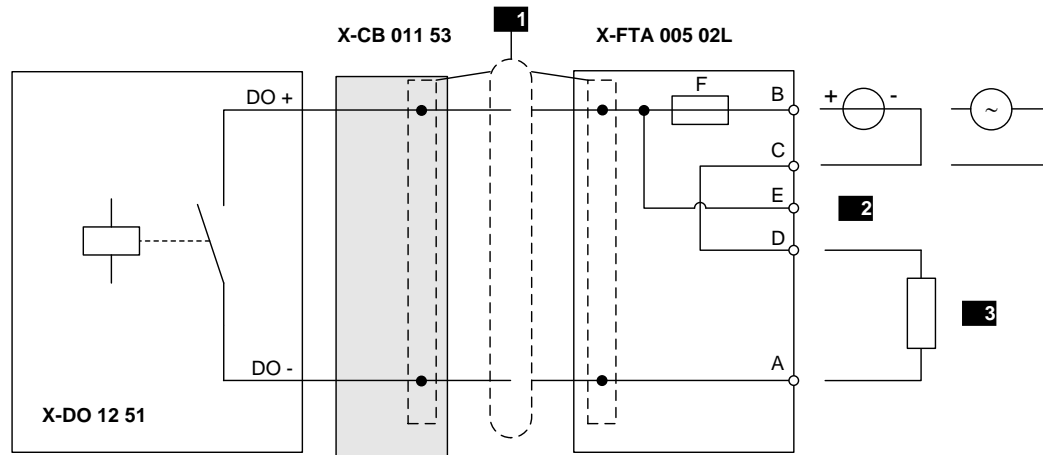 1
X-CB 011 53
X-FTA 005 02L
DO +
F
B
+
-
~
C
E
2
D
3
DO -
A
X-DO 12 51